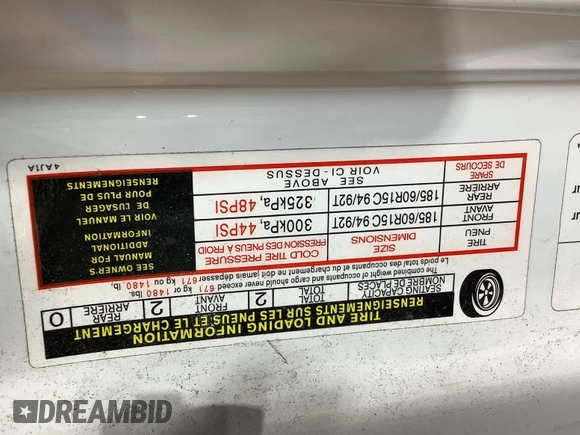 TIRE AND LOADING INFORMATION
RENSEIGNEMENTS SUR LES PNEUS ET LE CHARGEMENT
SEATING CAPACITY
NOMBRE DE PLACES
TOTAL
TOTAL
2
FRONT
AVANT
2
REAR
ARRIÈRE
0
The combined weight of occupants and cargo should never exceed 671 kg or 1480 lbs.
Le poids total des occupants et du chargement ne doit jamais dépasser 671 kg ou 1480 lb.
TIRE
PNEU
SIZE
DIMENSIONS
COLD TIRE PRESSURE
PRESSION DES PNEUS À FROID
FRONT
AVANT
185/60R15C 94/92T
300kPa, 44PSI
REAR
ARRIÈRE
185/60R15C 94/92T
325kPa, 48PSI
SPARE
DE SECOURS
SEE ABOVE
VOIR CI-DESSUS
SEE OWNER'S
MANUAL FOR
ADDITIONAL
INFORMATION
VOIR LE MANUEL
DE L'USAGER
POUR PLUS DE
RENSEIGNEMENTS
4AJ1A
DREAMBID